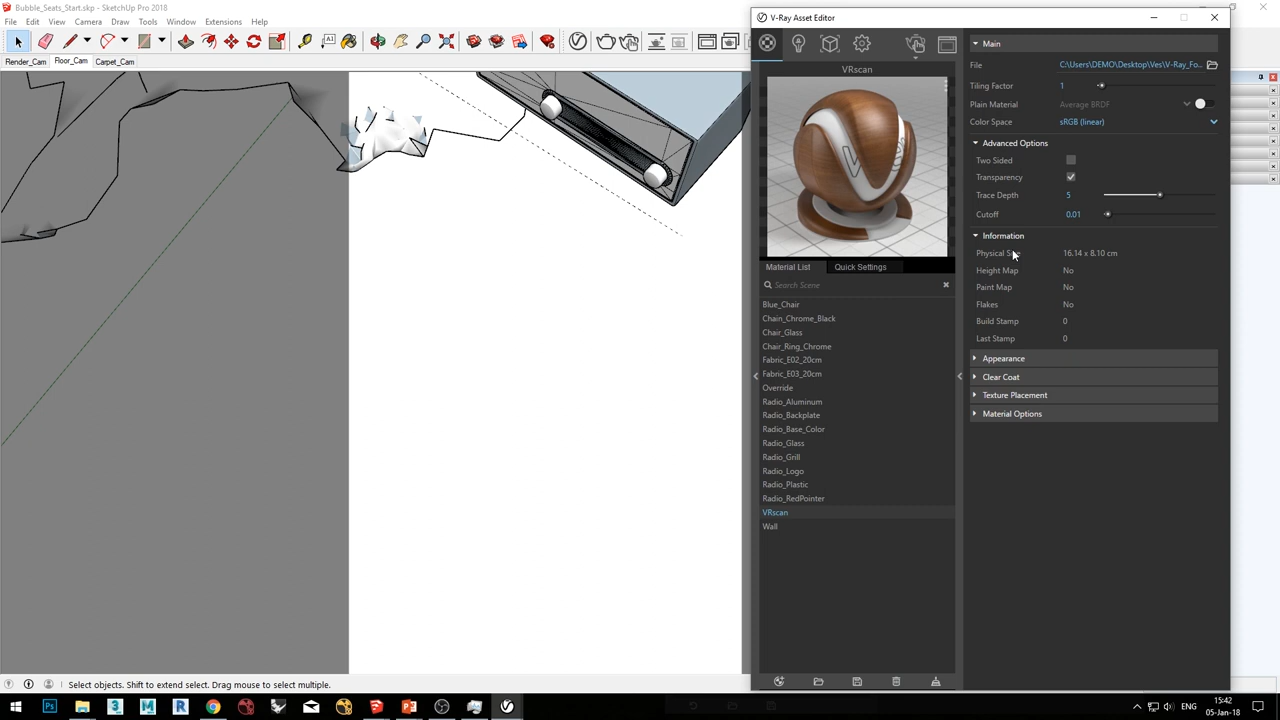 Bubble_Seats_Start.skp - SketchUp Pro 2018
File Edit View Camera Draw Tools Window Extensions Help
Render_Cam Floor_Cam Carpet_Cam
V-Ray Asset Editor
VRscan
Material List Quick Settings
Search Scene
Blue_Chair
Chain_Chrome_Black
Chair_Glass
Chair_Ring_Chrome
Fabric_E02_20cm
Fabric_E03_20cm
Override
Radio_Aluminum
Radio_Backplate
Radio_Base_Color
Radio_Glass
Radio_Grill
Radio_Logo
Radio_Plastic
Radio_RedPointer
VRscan
Wall
Main
File C:\Users\DEMO\Desktop\Ves\V-Ray_Fo...
Tiling Factor 1
Plain Material Average BRDF
Color Space sRGB (linear)
Advanced Options
Two Sided
Transparency
Trace Depth 5
Cutoff 0.01
Information
Physical 16.14 x 8.10 cm
Height Map No
Paint Map No
Flakes No
Build Stamp 0
Last Stamp 0
Appearance
Clear Coat
Texture Placement
Material Options
Select objects. Shift to extend select. Drag mouse to select multiple.
ENG
15:42
05-Jan-18